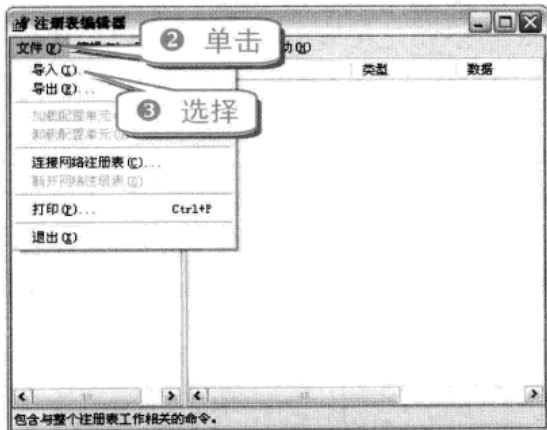 注册表编辑器
文件(F)
❷ 单击
助(H)
导入(I)...
类型
数据
导出(E)...
❸ 选择
加载配置单元
卸载配置单元
连接网络注册表(C)...
断开网络注册表(D)
打印(P)... Ctrl+P
退出(X)
包含与整个注册表工作相关的命令。